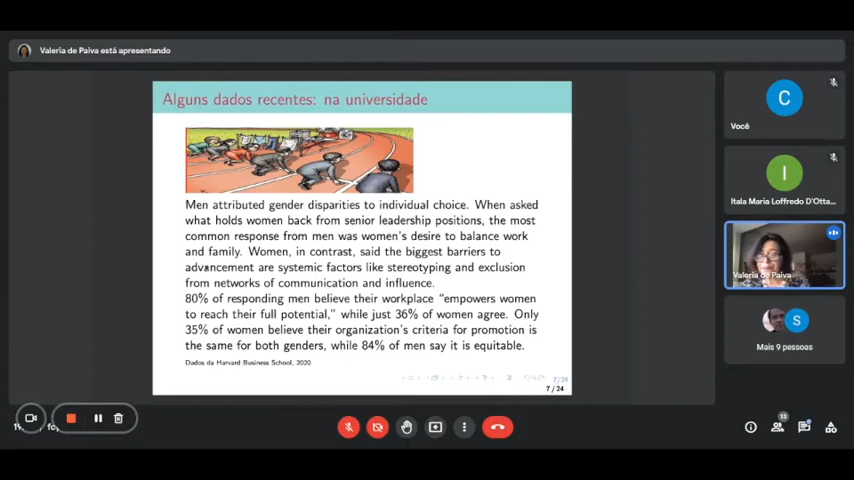 Valeria de Paiva está apresentando
Alguns dados recentes: na universidade
Men attributed gender disparities to individual choice. When asked
what holds women back from senior leadership positions, the most
common response from men was women's desire to balance work
and family. Women, in contrast, said the biggest barriers to
advancement are systemic factors like stereotyping and exclusion
from networks of communication and influence.
80% of responding men believe their workplace "empowers women
to reach their full potential," while just 36% of women agree. Only
35% of women believe their organization's criteria for promotion is
the same for both genders, while 84% of men say it is equitable.
Dados da Harvard Business School, 2020
7/24
7 / 24
C
Você
I
Itala Maria Loffredo D'Otta...
Valeria de Paiva
S
Mais 9 pessoas
13